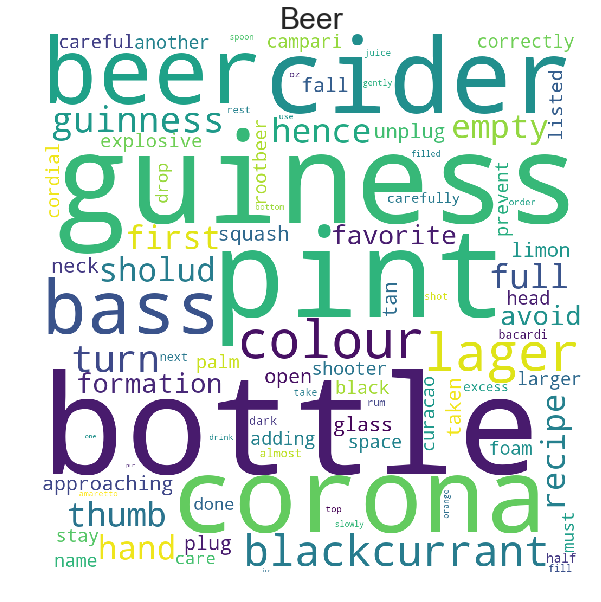 Beer
spoon
careful another campari correctly
beer cider
juice
oz fall gently
listed
guinness hence unplug empty
use
explosive rest
cordial drop rootbeer filled
guiness
carefully prevent order
bottom
first squash favorite
pint
neck sholud tan limon
full
bass shot head avoid
colour bacardi
turn next palm lager
open shooter
formation take rum black curacao taken excess larger
bottle
dark glass
one drink adding space foam recipe
almost
approaching
amaretto
corona
done top slowly orange
thumb
stay hand plug blackcurrant must
name care half
fill